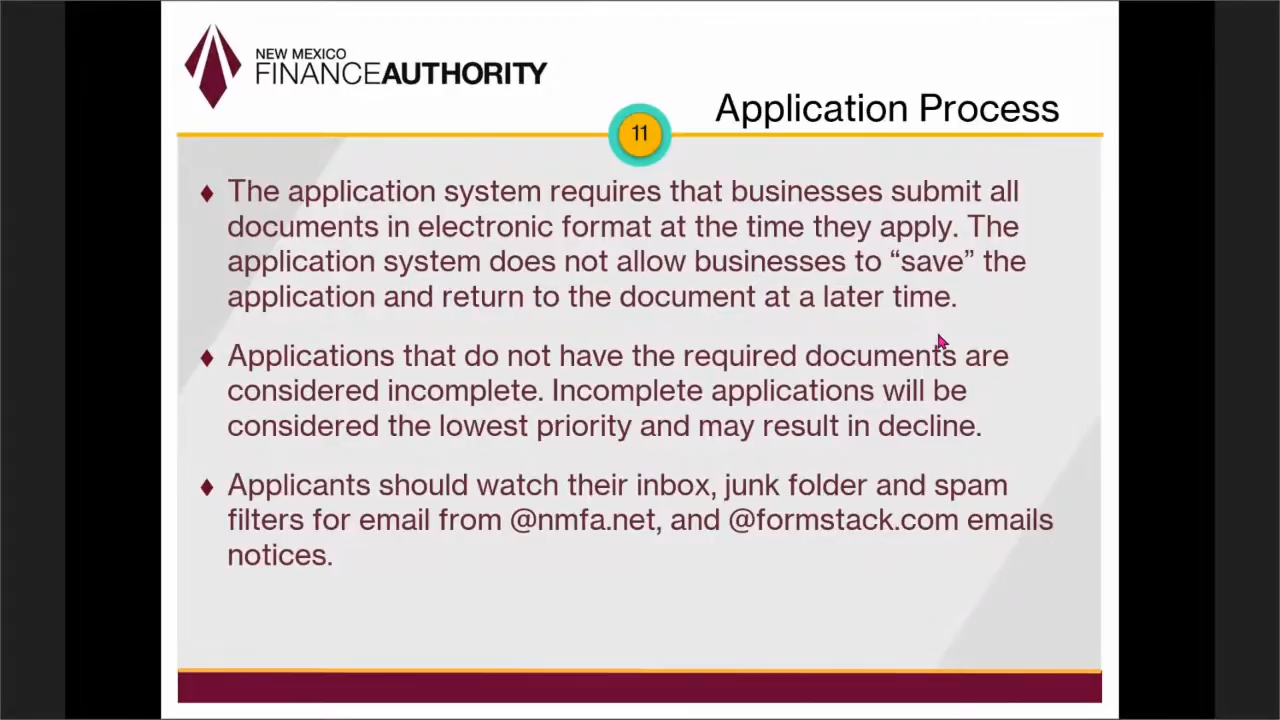 NEW MEXICO
FINANCEAUTHORITY
Application Process
11
The application system requires that businesses submit all
documents in electronic format at the time they apply. The
application system does not allow businesses to “save” the
application and return to the document at a later time.
Applications that do not have the required documents are
considered incomplete. Incomplete applications will be
considered the lowest priority and may result in decline.
Applicants should watch their inbox, junk folder and spam
filters for email from @nmfa.net, and @formstack.com emails
notices.